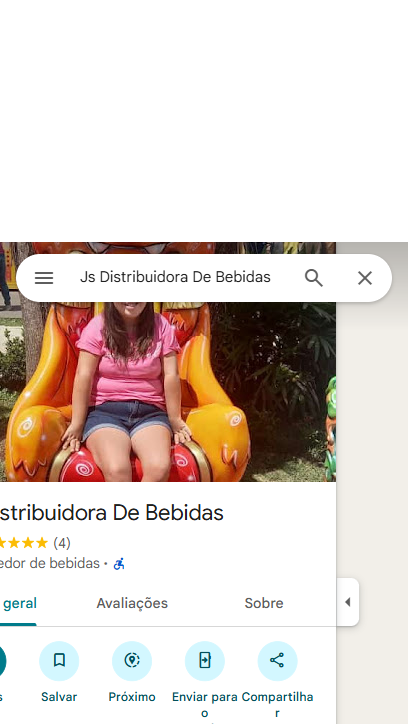 Js Distribuidora De Bebidas
stribuidora De Bebidas
(4)
edor de bebidas ·
geral
Avaliações
Sobre
s
Salvar
Próximo
Enviar para
o
Compartilha
r